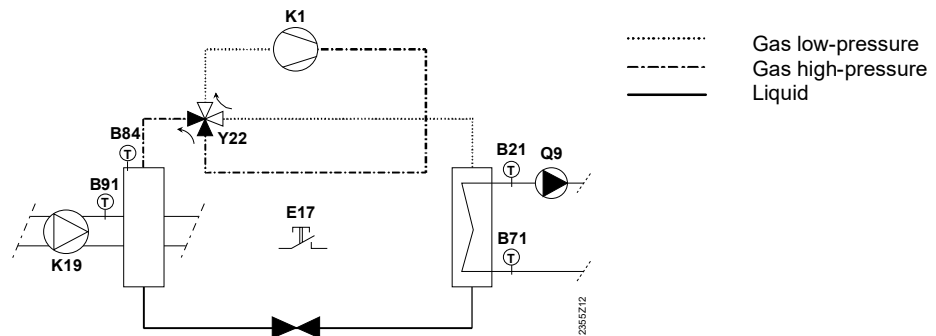 K1
Gas low-pressure
Gas high-pressure
Liquid
B84
Y22
B21
Q9
T
T
B91
T
E17
B71
T
K19
2355Z12